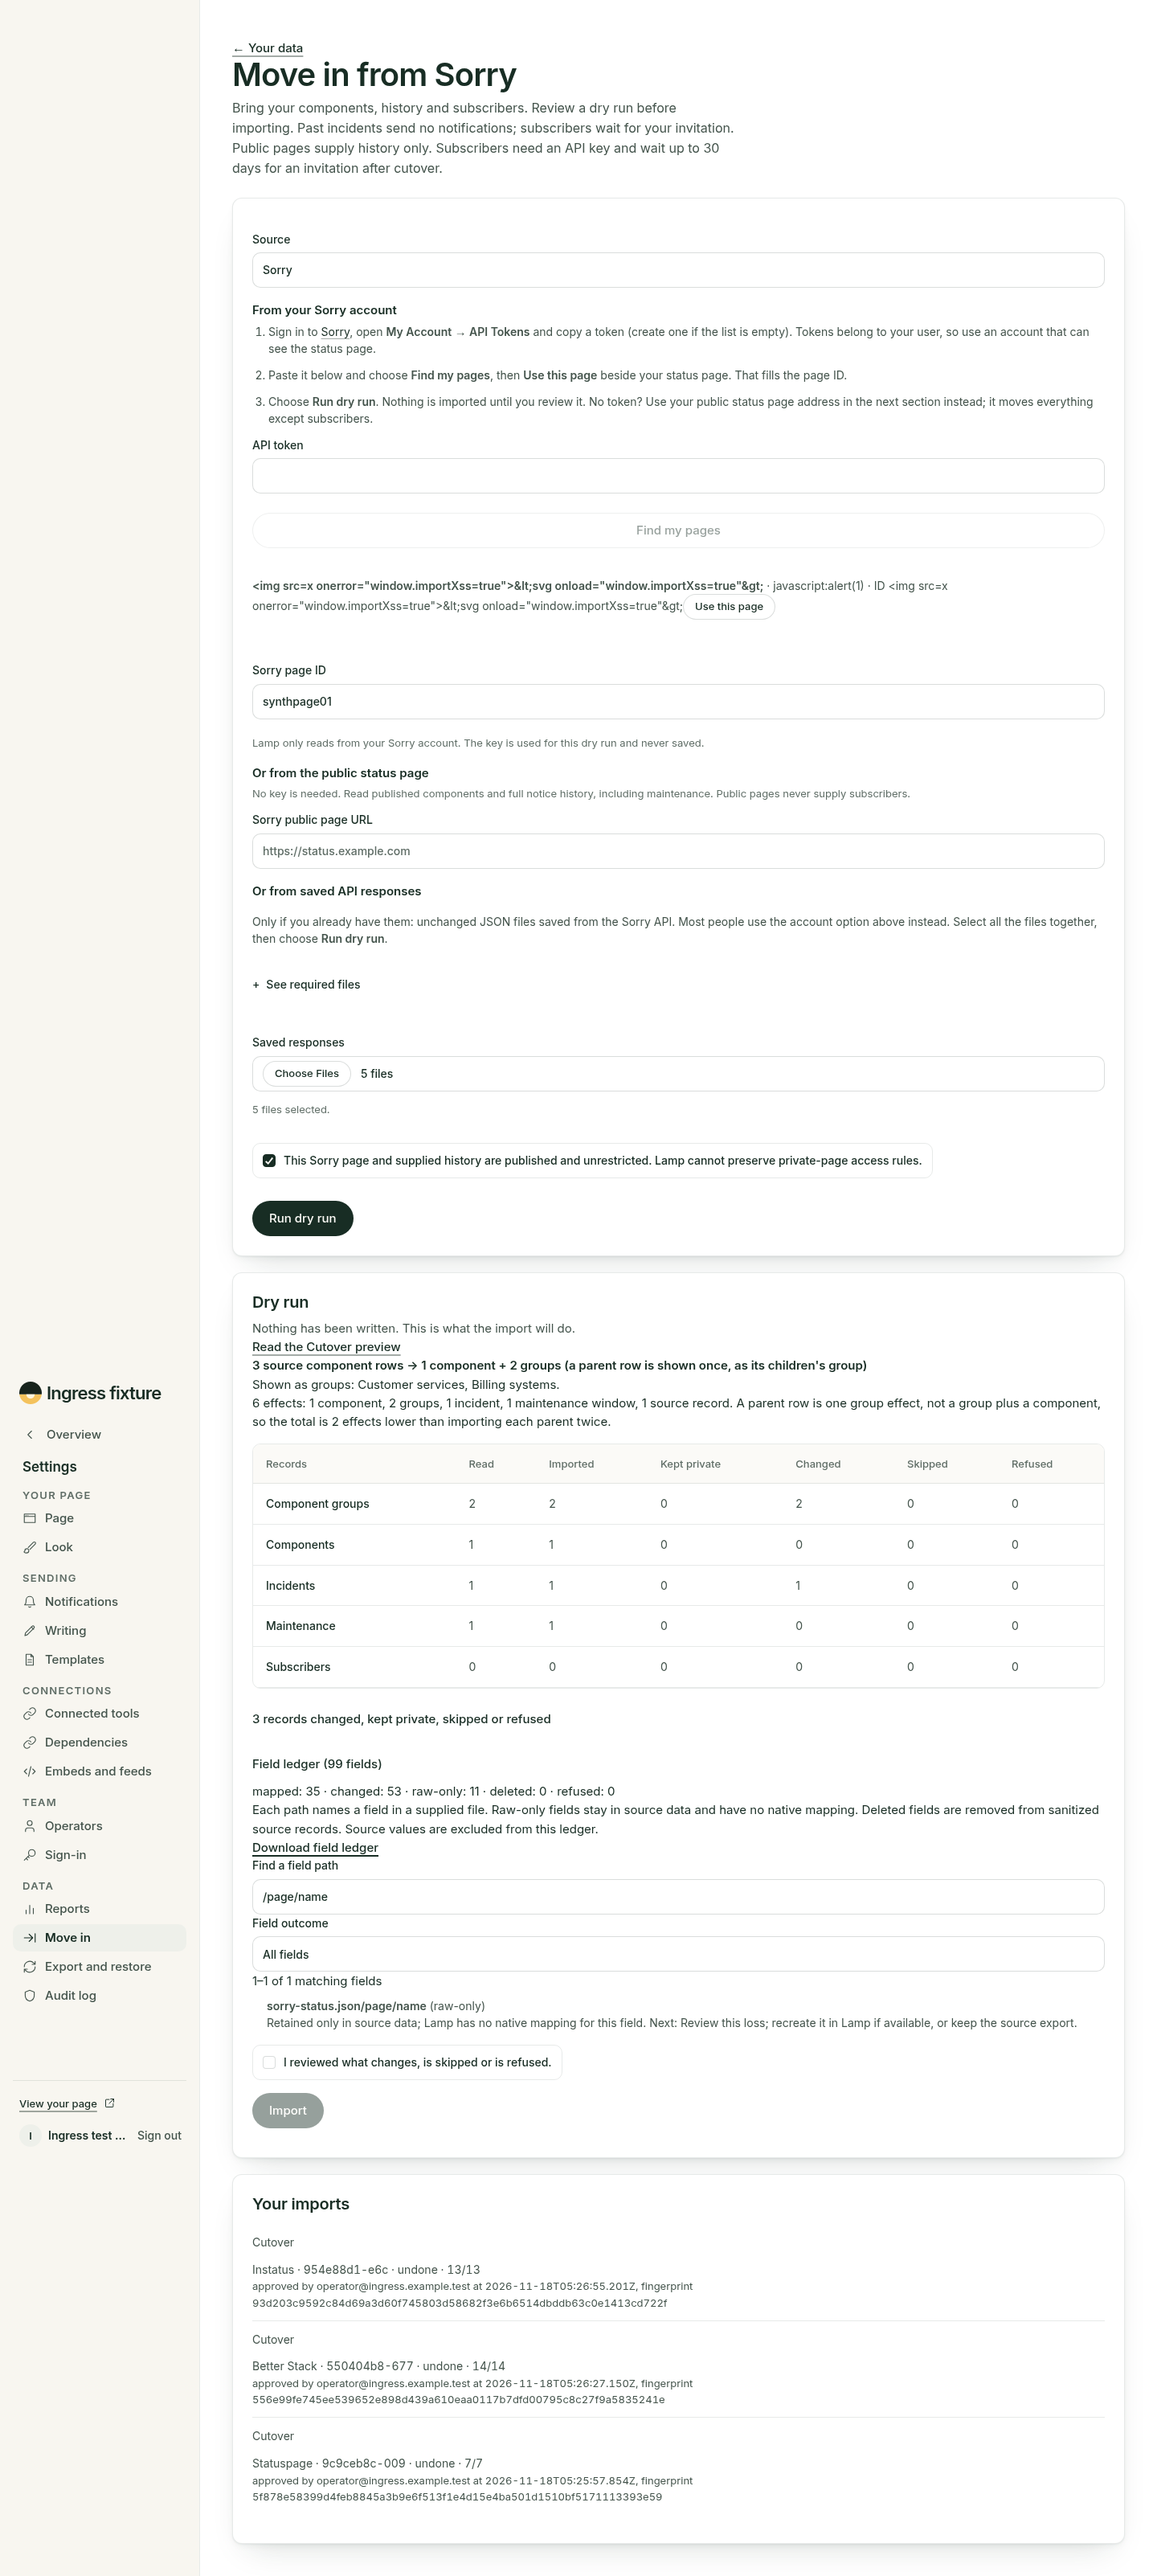 ← Your data
Move in from Sorry
Bring your components, history and subscribers. Review a dry run before
importing. Past incidents send no notifications; subscribers wait for your invitation.
Public pages supply history only. Subscribers need an API key and wait up to 30
days for an invitation after cutover.
Source
Sorry
From your Sorry account
1. Sign in to Sorry, open My Account → API Tokens and copy a token (create one if the list is empty). Tokens belong to your user, so use an account that can
see the status page.
2. Paste it below and choose Find my pages, then Use this page beside your status page. That fills the page ID.
3. Choose Run dry run. Nothing is imported until you review it. No token? Use your public status page address in the next section instead; it moves everything
except subscribers.
API token
Find my pages
<img src=x onerror="window.importXss=true">&lt;svg onload="window.importXss=true"&gt; · javascript:alert(1) · ID <img src=x
onerror="window.importXss=true">&lt;svg onload="window.importXss=true"&gt; Use this page
Sorry page ID
synthpage01
Lamp only reads from your Sorry account. The key is used for this dry run and never saved.
Or from the public status page
No key is needed. Read published components and full notice history, including maintenance. Public pages never supply subscribers.
Sorry public page URL
https://status.example.com
Or from saved API responses
Only if you already have them: unchanged JSON files saved from the Sorry API. Most people use the account option above instead. Select all the files together,
then choose Run dry run.
+ See required files
Saved responses
Choose Files 5 files
5 files selected.
This Sorry page and supplied history are published and unrestricted. Lamp cannot preserve private-page access rules.
Run dry run
Dry run
Nothing has been written. This is what the import will do.
Read the Cutover preview
3 source component rows → 1 component + 2 groups (a parent row is shown once, as its children's group)
Shown as groups: Customer services, Billing systems.
6 effects: 1 component, 2 groups, 1 incident, 1 maintenance window, 1 source record. A parent row is one group effect, not a group plus a component,
so the total is 2 effects lower than importing each parent twice.
Records Read Imported Kept private Changed Skipped Refused
Component groups 2 2 0 2 0 0
Components 1 1 0 0 0 0
Incidents 1 1 0 1 0 0
Maintenance 1 1 0 0 0 0
Subscribers 0 0 0 0 0 0
3 records changed, kept private, skipped or refused
Field ledger (99 fields)
mapped: 35 · changed: 53 · raw-only: 11 · deleted: 0 · refused: 0
Each path names a field in a supplied file. Raw-only fields stay in source data and have no native mapping. Deleted fields are removed from sanitized
source records. Source values are excluded from this ledger.
Download field ledger
Find a field path
/page/name
Field outcome
All fields
1–1 of 1 matching fields
sorry-status.json/page/name (raw-only)
Retained only in source data; Lamp has no native mapping for this field. Next: Review this loss; recreate it in Lamp if available, or keep the source export.
I reviewed what changes, is skipped or is refused.
Import
Your imports
Cutover
Instatus · 954e88d1-e6c · undone · 13/13
approved by operator@ingress.example.test at 2026-11-18T05:26:55.201Z, fingerprint
93d203c9592c84d69a3d60f745803d58682f3e6b6514dbddb63c0e1413cd722f
Cutover
Better Stack · 550404b8-677 · undone · 14/14
approved by operator@ingress.example.test at 2026-11-18T05:26:27.150Z, fingerprint
556e99fe745ee539652e898d439a610eaa0117b7dfd00795c8c27f9a5835241e
Cutover
Statuspage · 9c9ceb8c-009 · undone · 7/7
approved by operator@ingress.example.test at 2026-11-18T05:25:57.854Z, fingerprint
5f878e58399d4feb8845a3b9e6f513f1e4d15e4ba501d1510bf5171113393e59
Ingress fixture
Overview
Settings
YOUR PAGE
Page
Look
SENDING
Notifications
Writing
Templates
CONNECTIONS
Connected tools
Dependencies
Embeds and feeds
TEAM
Operators
Sign-in
DATA
Reports
Move in
Export and restore
Audit log
View your page
I Ingress test ... Sign out